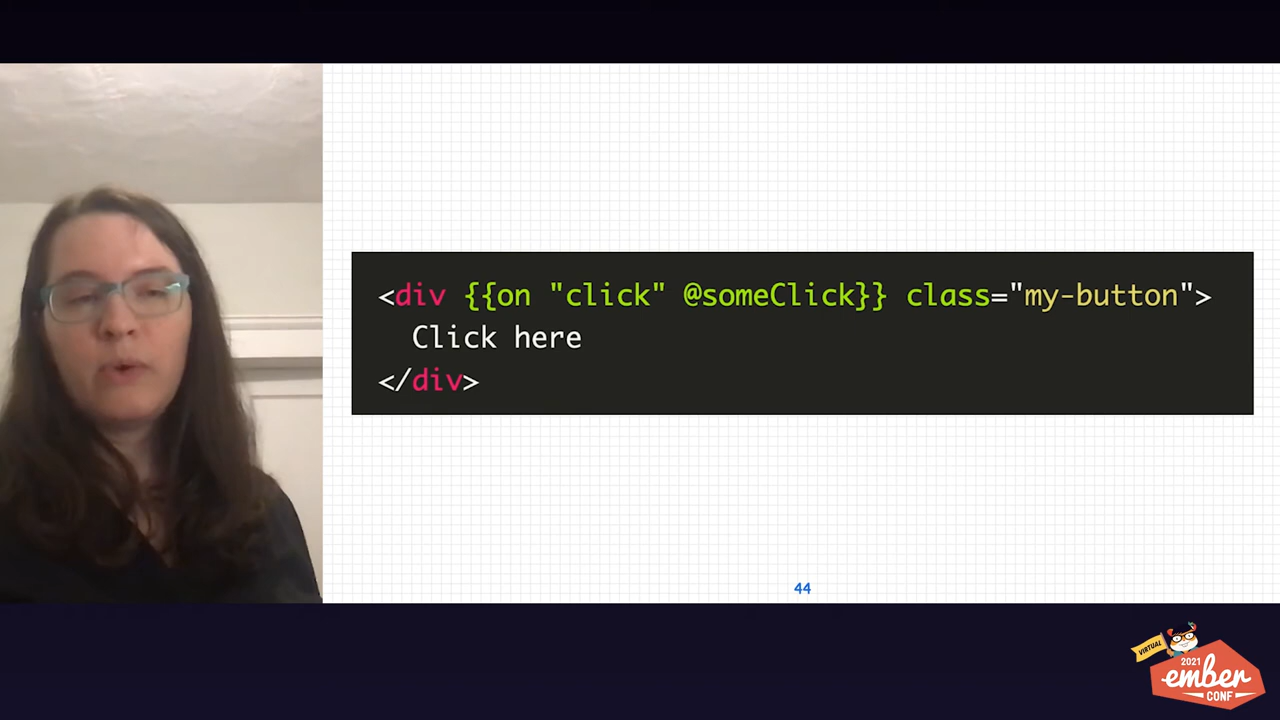 <div {{on "click" @someClick}} class="my-button">
  Click here
</div>
44
VIRTUAL
2021
ember
CONF